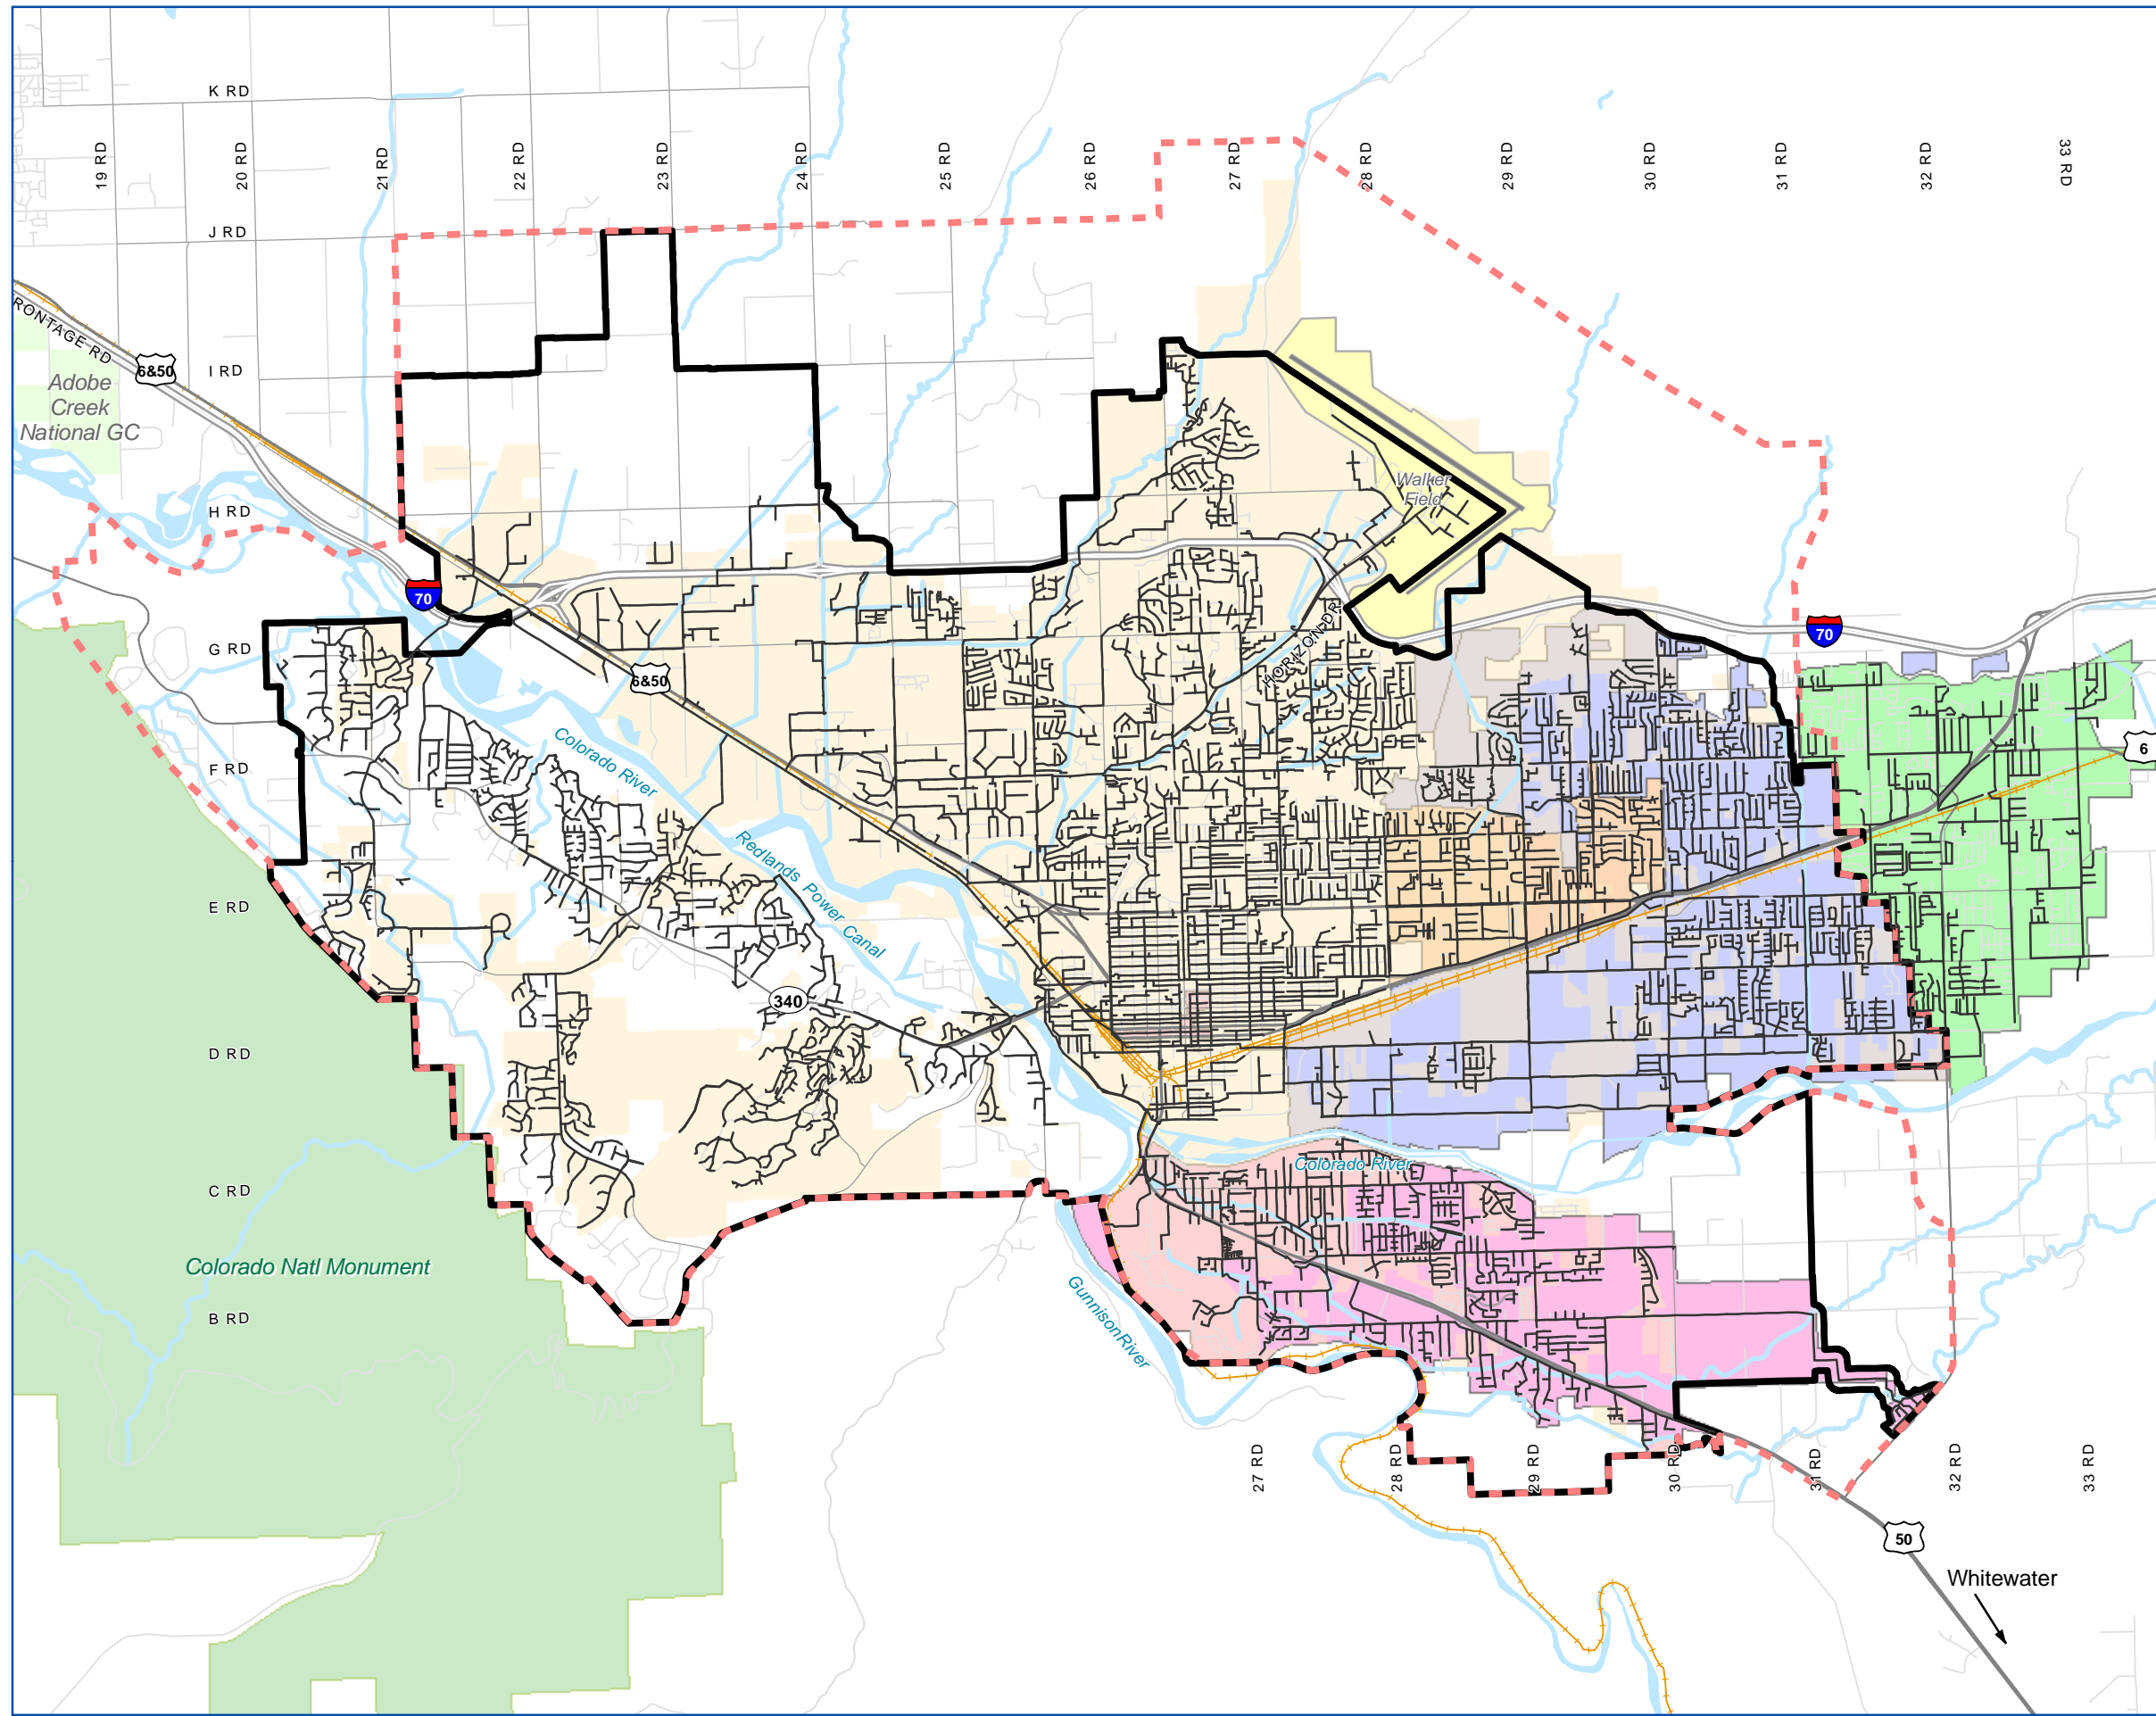 K RD
19 RD
20 RD
21 RD
22 RD
23 RD
24 RD
25 RD
26 RD
27 RD
28 RD
29 RD
30 RD
31 RD
32 RD
33 RD
J RD
RONTAGE RD
6&50
I RD
Adobe
Creek
National GC
Walker
Field
H RD
70
HORIZON DR
70
G RD
6&50
6
Colorado River
F RD
Redlands Power Canal
E RD
340
D RD
Colorado River
C RD
Colorado Natl Monument
GunnisonRiver
B RD
27 RD
28 RD
29 RD
30 RD
31 RD
32 RD
33 RD
50
Whitewater